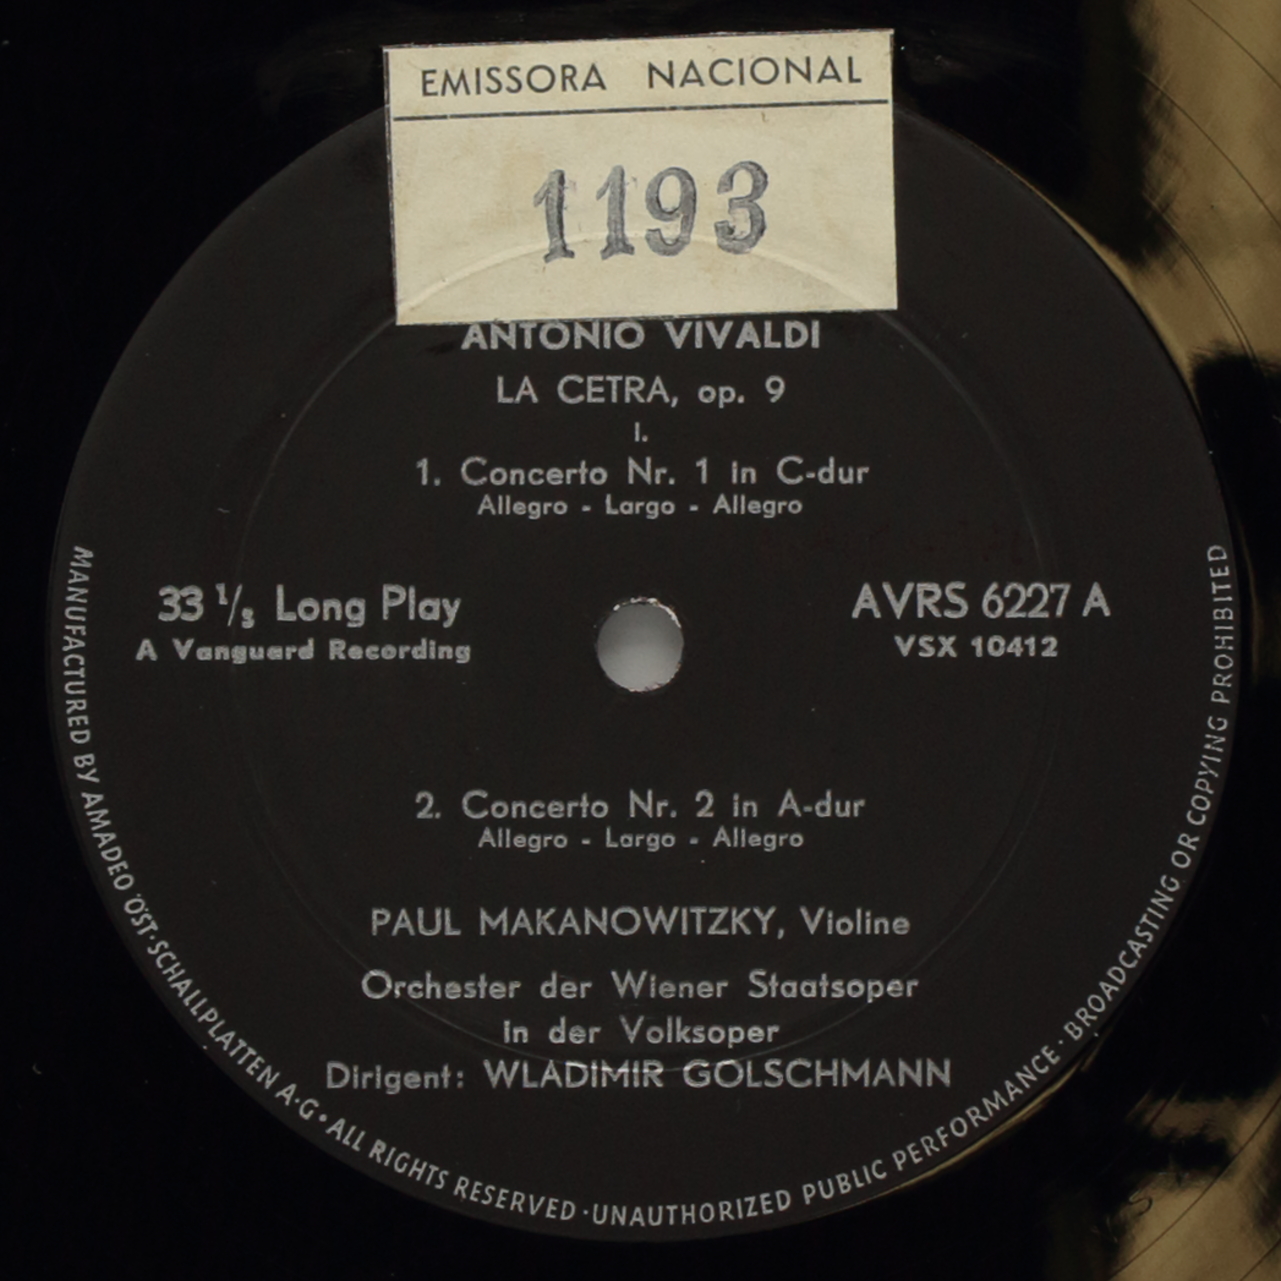 EMISSORA NACIONAL
1193
ANTONIO VIVALDI
LA CETRA, op. 9
I.
1. Concerto Nr. 1 in C-dur
Allegro - Largo - Allegro
33 1/3 Long Play
A Vanguard Recording
AVRS 6227 A
VSX 10412
2. Concerto Nr. 2 in A-dur
Allegro - Largo - Allegro
PAUL MAKANOWITZKY, Violine
Orchester der Wiener Staatsoper
in der Volksoper
Dirigent: WLADIMIR GOLSCHMANN
MANUFACTURED BY AMADEO ÖST·SCHALLPLATTEN A·G • ALL RIGHTS RESERVED · UNAUTHORIZED PUBLIC PERFORMANCE · BROADCASTING OR COPYING PROHIBITED